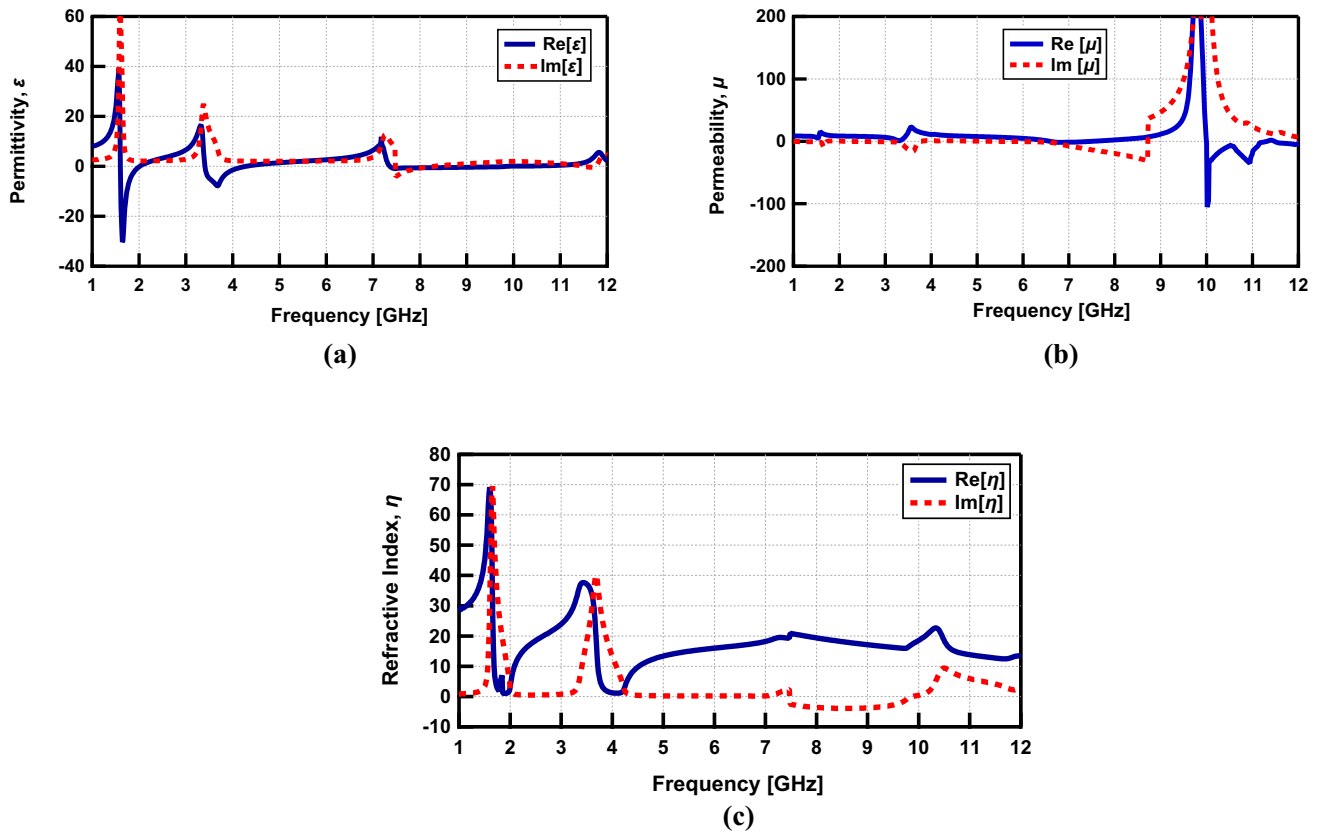 60
40
20
0
-20
-40
Permittivity, ε
Re[ε]
Im[ε]
1 2 3 4 5 6 7 8 9 10 11 12
Frequency [GHz]
(a)
200
100
0
-100
-200
Permeability, μ
Re [μ]
Im [μ]
1 2 3 4 5 6 7 8 9 10 11 12
Frequency [GHz]
(b)
80
70
60
50
40
30
20
10
0
-10
Refractive Index, η
Re[η]
Im[η]
1 2 3 4 5 6 7 8 9 10 11 12
Frequency [GHz]
(c)